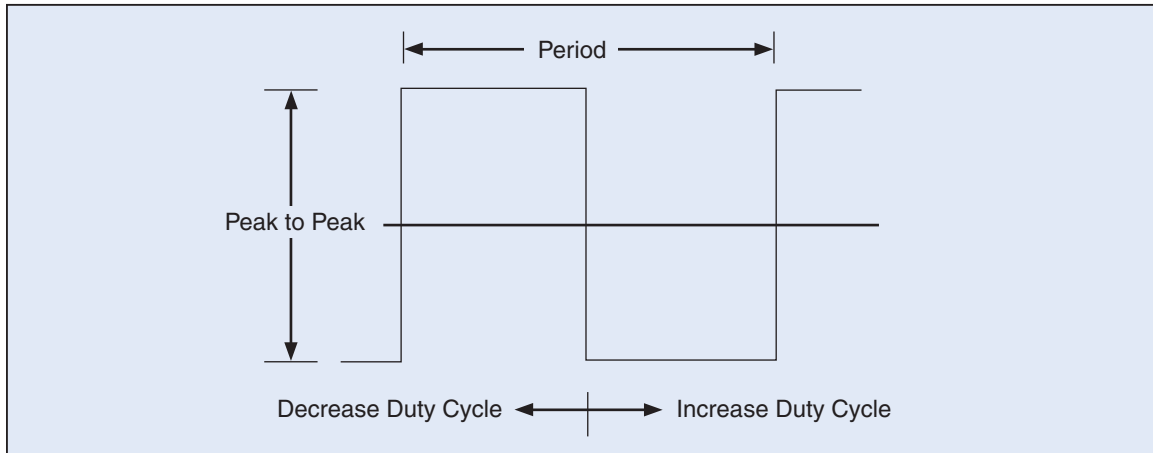 Period
Peak to Peak
Decrease Duty Cycle
Increase Duty Cycle